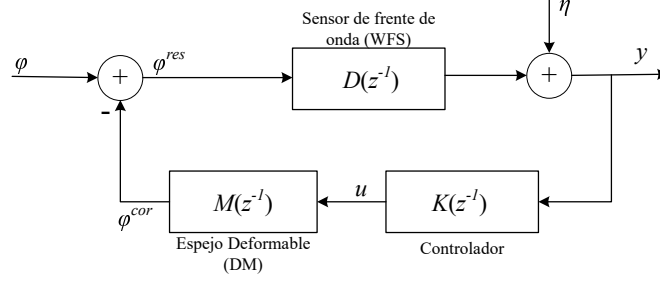 Sensor de frente de
onda (WFS)
η
φ
+
φ^res
D(z^-1)
+
y
-
φ^cor
M(z^-1)
u
K(z^-1)
Espejo Deformable
(DM)
Controlador